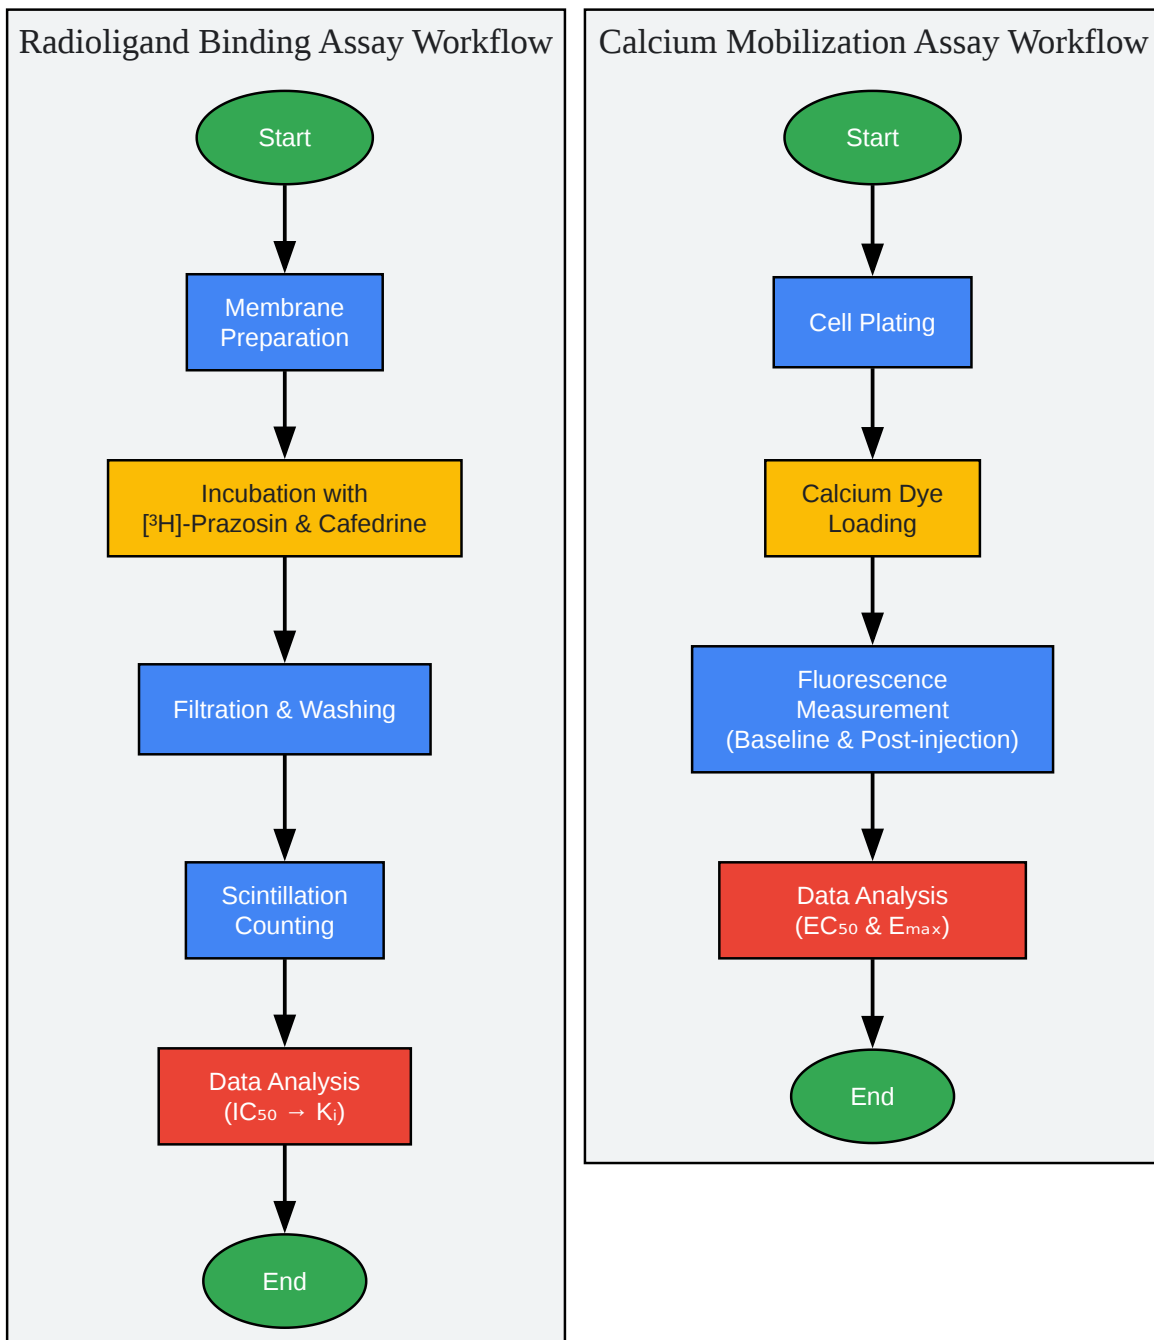 Radioligand Binding Assay Workflow
Start
Membrane
Preparation
Incubation with
[³H]-Prazosin & Cafedrine
Filtration & Washing
Scintillation
Counting
Data Analysis
(IC₅₀ → Kᵢ)
End
Calcium Mobilization Assay Workflow
Start
Cell Plating
Calcium Dye
Loading
Fluorescence
Measurement
(Baseline & Post-injection)
Data Analysis
(EC₅₀ & Eₘₐₓ)
End